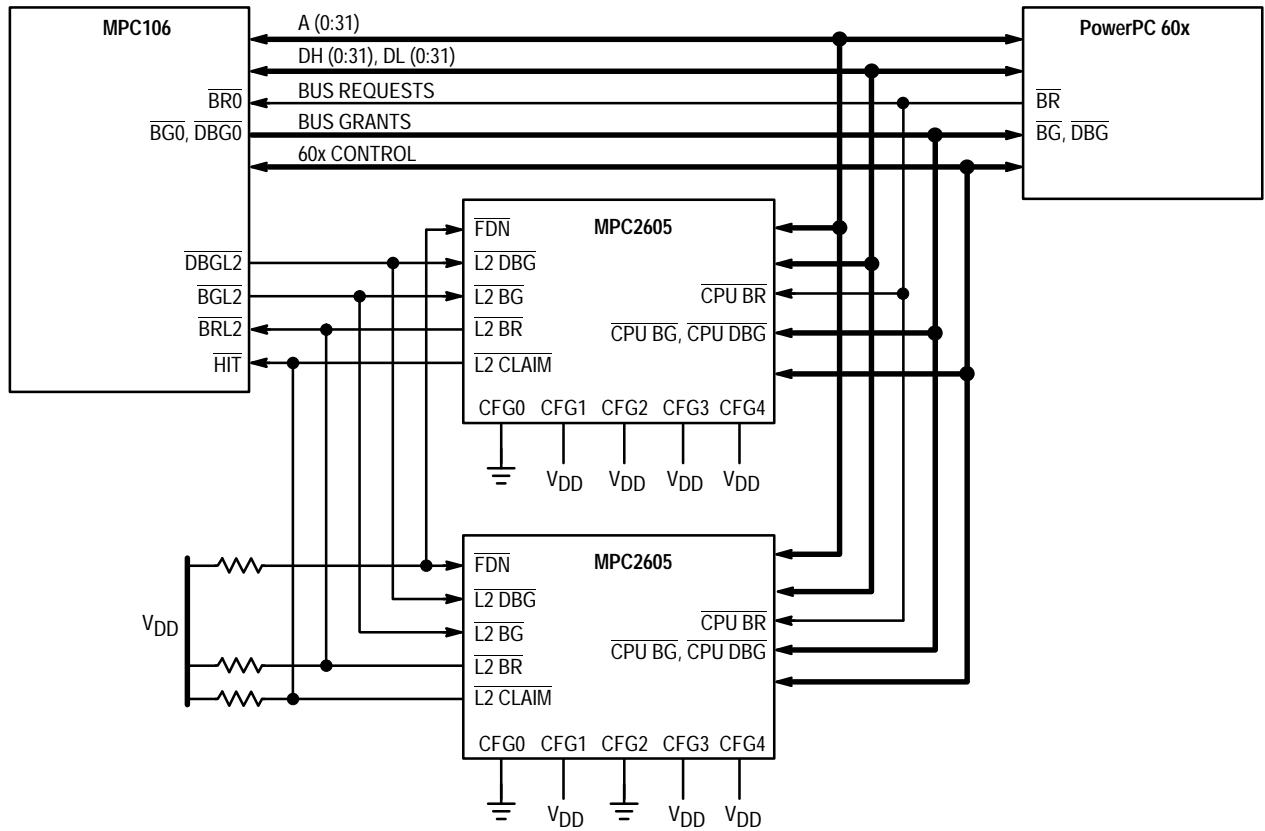 MPC106
A (0:31)
PowerPC 60x
DH (0:31), DL (0:31)
BR0
BUS REQUESTS
BR
BG0, DBG0
BUS GRANTS
BG, DBG
60x CONTROL
FDN
MPC2605
DBGL2
L2 DBG
BGL2
L2 BG
CPU BR
BRL2
L2 BR
CPU BG, CPU DBG
HIT
L2 CLAIM
CFG0 CFG1 CFG2 CFG3 CFG4
VDD VDD VDD VDD
FDN
MPC2605
L2 DBG
CPU BR
VDD
L2 BG
CPU BG, CPU DBG
L2 BR
L2 CLAIM
CFG0 CFG1 CFG2 CFG3 CFG4
VDD VDD VDD